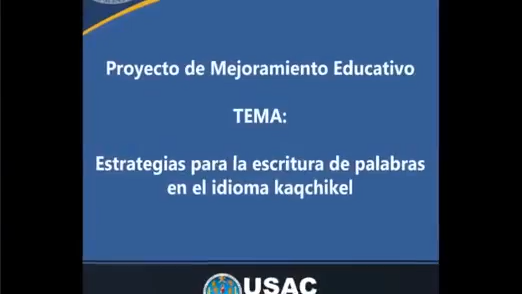 Proyecto de Mejoramiento Educativo
TEMA:
Estrategias para la escritura de palabras
en el idioma kaqchikel
USAC